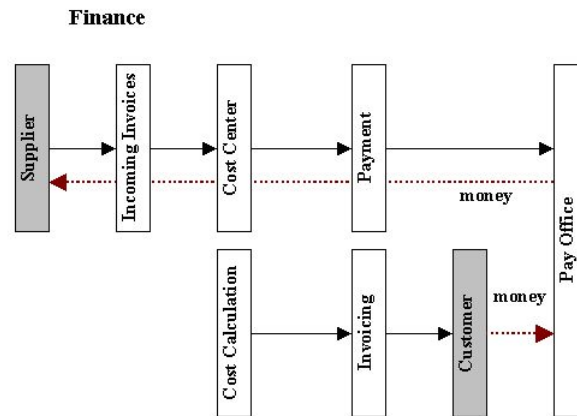 Finance
Supplier
Incoming Invoices
Cost Center
Payment
money
Pay Office
Cost Calculation
Invoicing
Customer
money